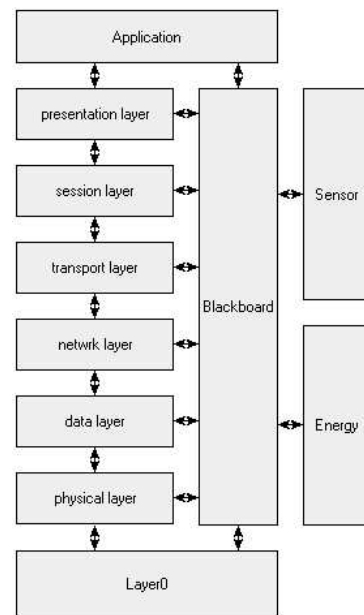 Application
presentation layer
session layer
transport layer
netwrk layer
data layer
physical layer
Layer0
Blackboard
Sensor
Energy